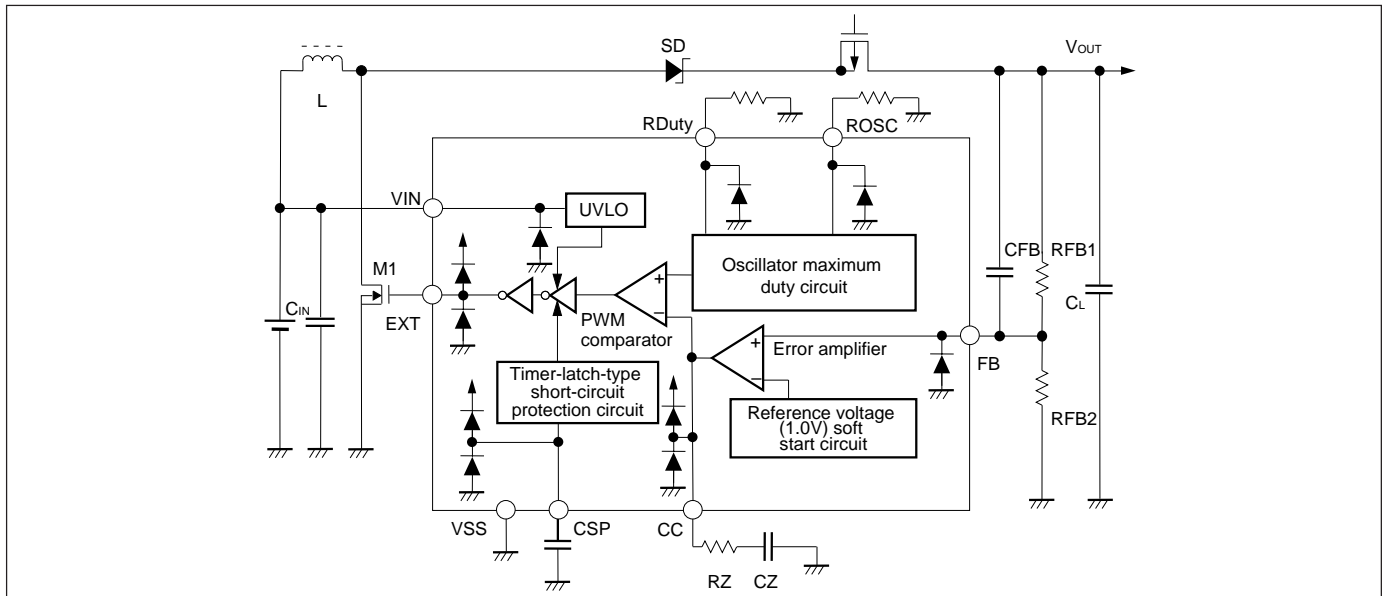 SD
VOUT
L
RDuty
ROSC
VIN
UVLO
CFB
RFB1
M1
Oscillator maximum
duty circuit
CIN
CL
EXT
PWM
comparator
Error amplifier
FB
Timer-latch-type
short-circuit
protection circuit
Reference voltage
(1.0V) soft
start circuit
RFB2
VSS
CSP
CC
RZ
CZ
+
−
+
−